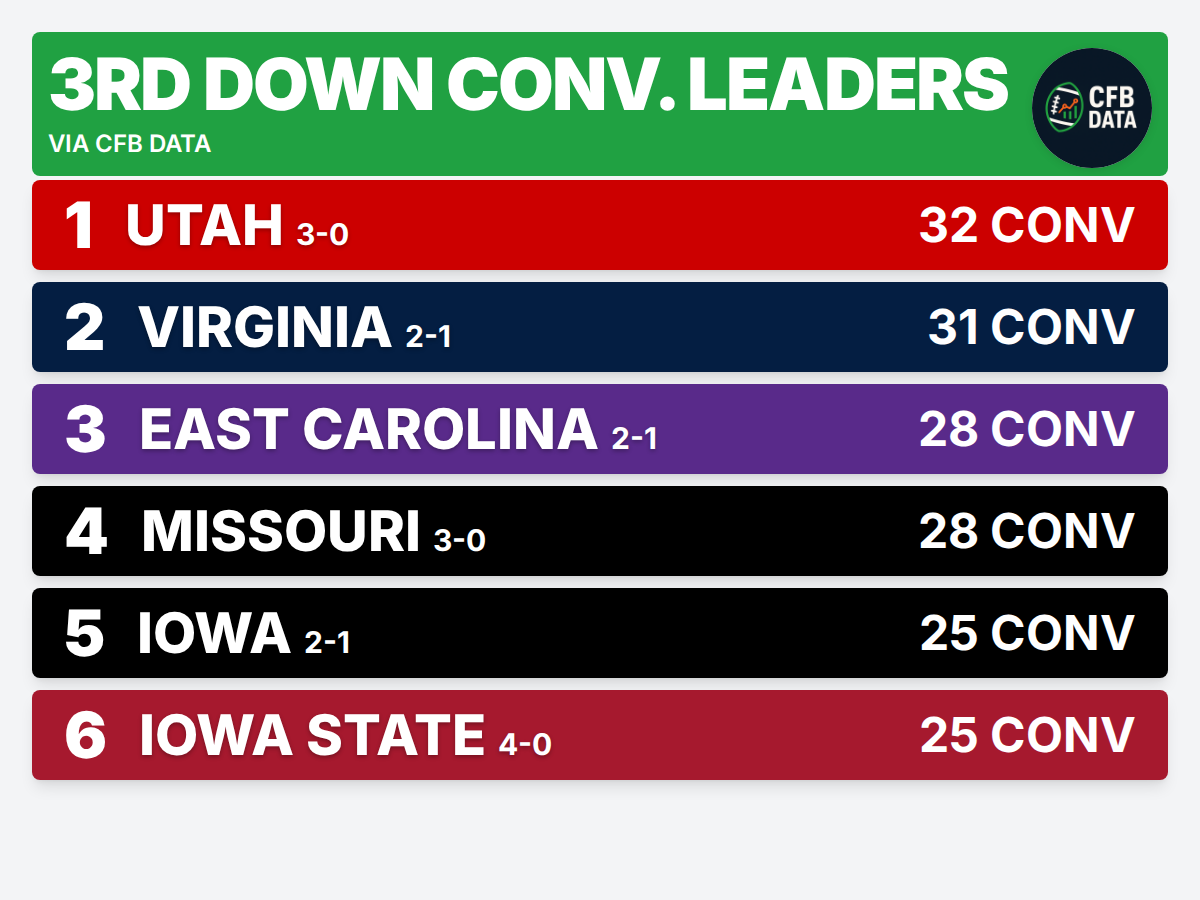 3RD DOWN CONV. LEADERS
VIA CFB DATA
CFB
DATA
1 UTAH 3-0 32 CONV
2 VIRGINIA 2-1 31 CONV
3 EAST CAROLINA 2-1 28 CONV
4 MISSOURI 3-0 28 CONV
5 IOWA 2-1 25 CONV
6 IOWA STATE 4-0 25 CONV